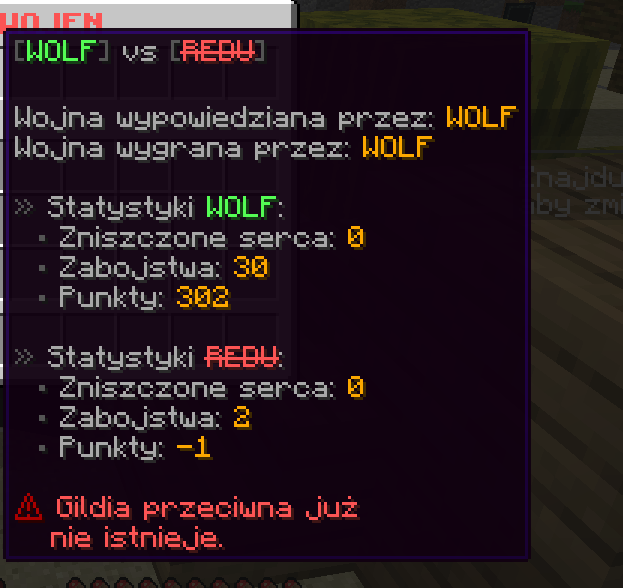 WOJEN
[WOLF] vs [REDU]
Wojna wypowiedziana przez: WOLF
Wojna wygrana przez: WOLF
» Statystyki WOLF:
• Zniszczone serca: 0
• Zabojstwa: 30
• Punkty: 302
» Statystyki REDU:
• Zniszczone serca: 0
• Zabojstwa: 2
• Punkty: -1
⚠ Gildia przeciwna już
nie istnieje.